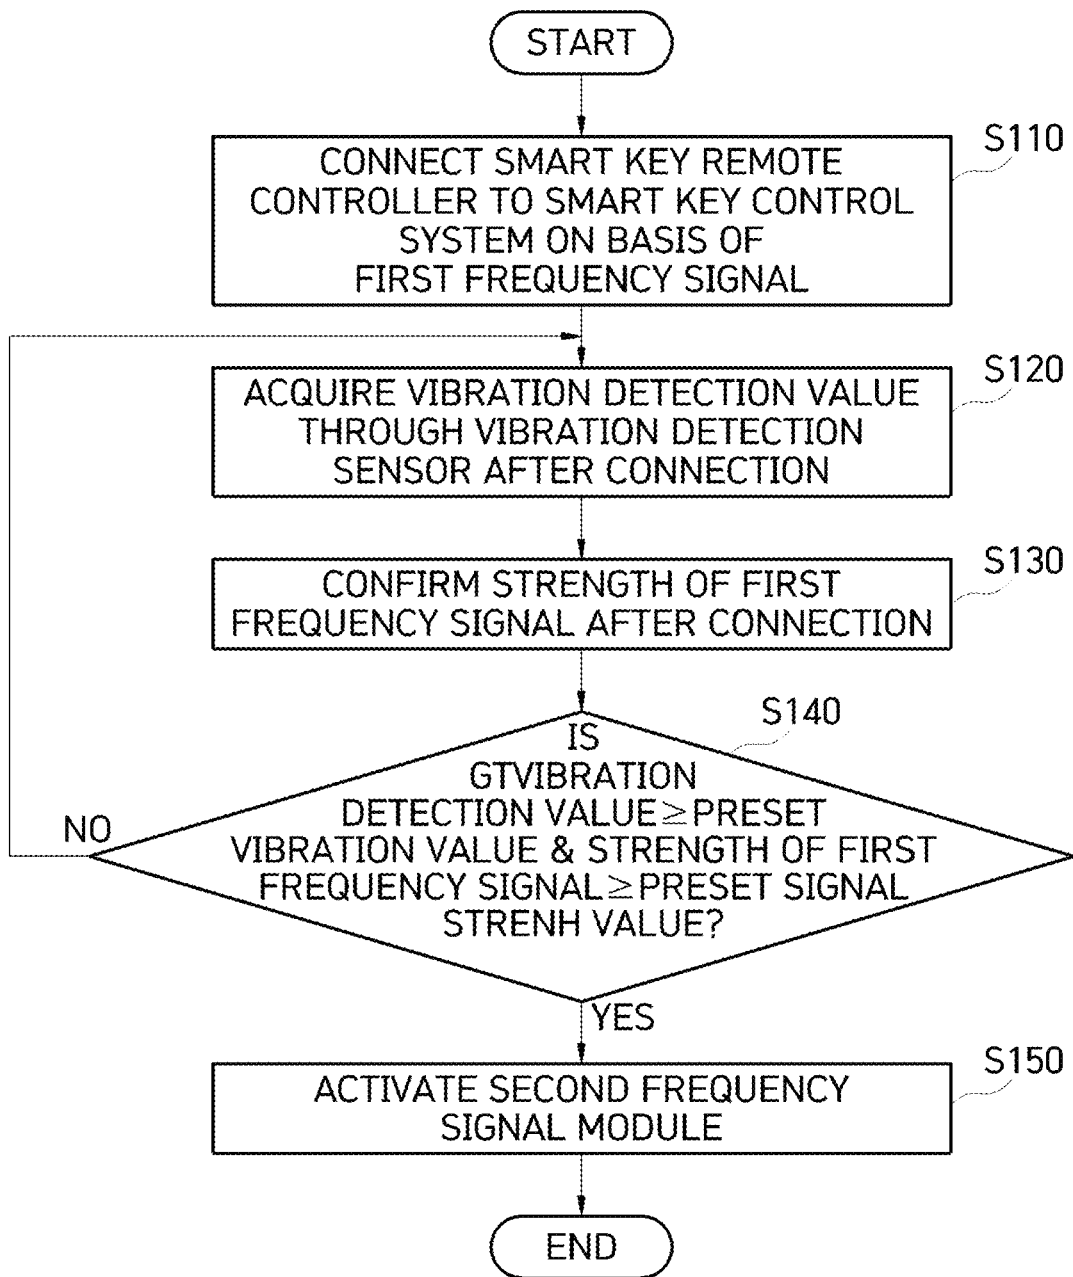 START
S110
CONNECT SMART KEY REMOTE
CONTROLLER TO SMART KEY CONTROL
SYSTEM ON BASIS OF
FIRST FREQUENCY SIGNAL
S120
ACQUIRE VIBRATION DETECTION VALUE
THROUGH VIBRATION DETECTION
SENSOR AFTER CONNECTION
S130
CONFIRM STRENGTH OF FIRST
FREQUENCY SIGNAL AFTER CONNECTION
S140
IS
GTVIBRATION
DETECTION VALUE≥PRESET
VIBRATION VALUE & STRENGTH OF FIRST
FREQUENCY SIGNAL≥PRESET SIGNAL
STRENH VALUE?
NO
YES
S150
ACTIVATE SECOND FREQUENCY
SIGNAL MODULE
END